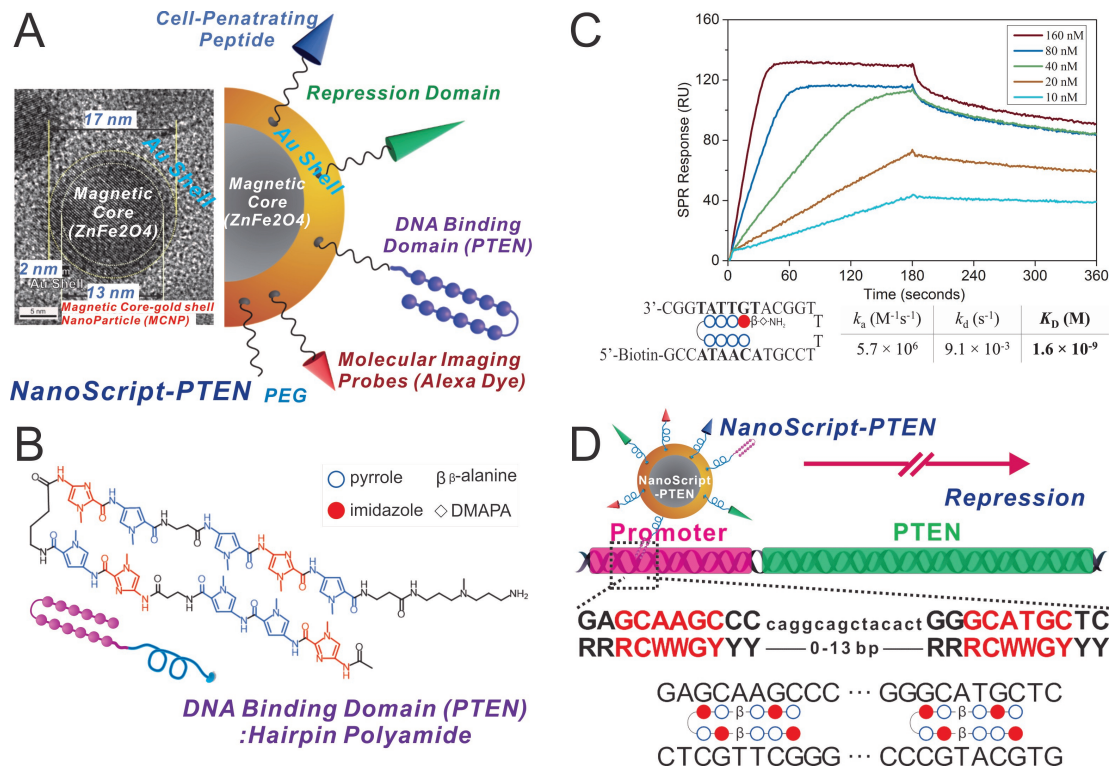 A
Cell-Penatrating
Peptide
Repression Domain
17 nm
Au Shell
Magnetic
Core
(ZnFe2O4)
2 nm
Au Shell
13 nm
5 nm
Magnetic Core-gold shell
NanoParticle (MCNP)
Au Shell
Magnetic
Core
(ZnFe2O4)
DNA Binding
Domain (PTEN)
Molecular Imaging
Probes (Alexa Dye)
NanoScript-PTEN
PEG
B
pyrrole
β β-alanine
imidazole
DMAPA
H
N
N
O
N
H
N
O
N
H
O
H
N
N
O
H
N
N
N
O
H
N
N
O
H
N
O
H
N
N
NH2
O
N
H
O
N
N
H
O
N
N
N
H
O
N
H
O
N
N
H
O
N
N
H
O
N
N
N
H
O
DNA Binding Domain (PTEN)
:Hairpin Polyamide
C
SPR Response (RU)
160
120
80
40
0
160 nM
80 nM
40 nM
20 nM
10 nM
0 60 120 180 240 300 360
Time (seconds)
3'-CGGTATTGTACGGT
β-◇-NH2
T
T
5'-Biotin-GCCATAACATGCCT
ka (M⁻¹s⁻¹) kd (s⁻¹) KD (M)
5.7 × 10⁶ 9.1 × 10⁻³ 1.6 × 10⁻⁹
D
NanoScript-PTEN
NanoScript
-PTEN
Repression
Promoter
PTEN
GAGCAAGCCC caggcagctacact GGGCATGCTC
RRRCWWGYYY 0-13 bp RRRCWWGYYY
GAGCAAGCCC ··· GGGCATGCTC
β β
β β
CTCGTTCGGG ··· CCCGTACGTG